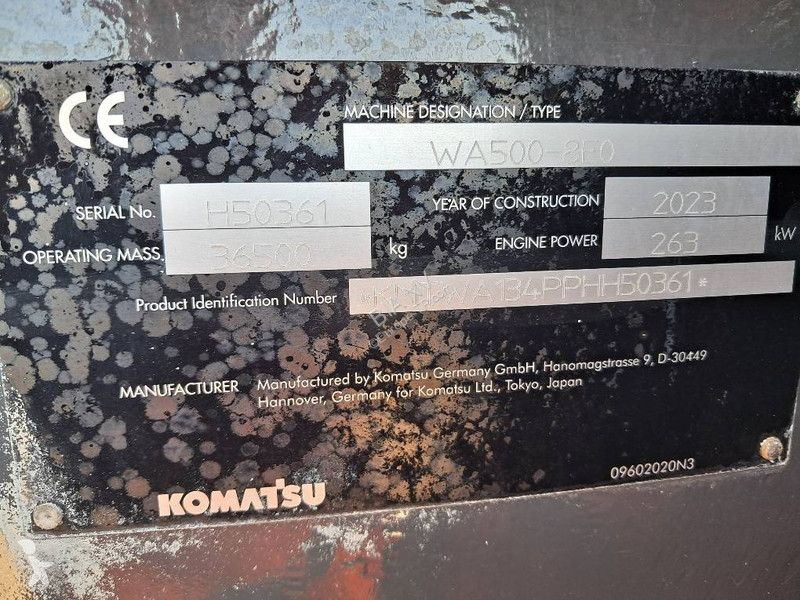 CE
MACHINE DESIGNATION / TYPE
WA500-8E0
SERIAL No. H50361
YEAR OF CONSTRUCTION 2023
OPERATING MASS. 36500 kg
ENGINE POWER 263 kW
Product Identification Number *KMTWA134PPHH50361*
MANUFACTURER Manufactured by Komatsu Germany GmbH, Hanomagstrasse 9, D-30449
Hannover, Germany for Komatsu Ltd., Tokyo, Japan
KOMATSU
09602020N3